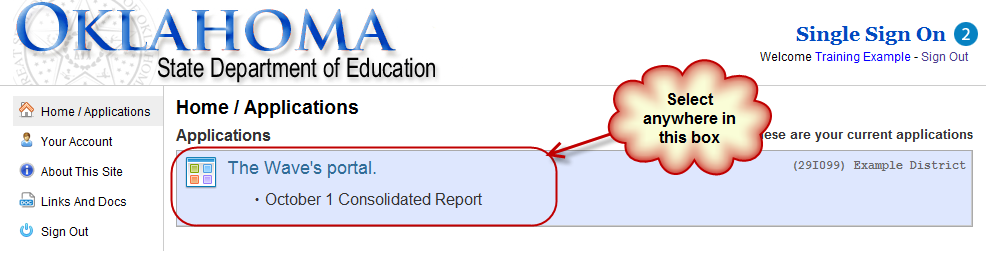 OKLAHOMA
State Department of Education
Single Sign On 2
Welcome Training Example - Sign Out
Home / Applications
Your Account
About This Site
Links And Docs
Sign Out
Home / Applications
Applications
ese are your current applications
Select
anywhere in
this box
The Wave's portal.
(29I099) Example District
• October 1 Consolidated Report